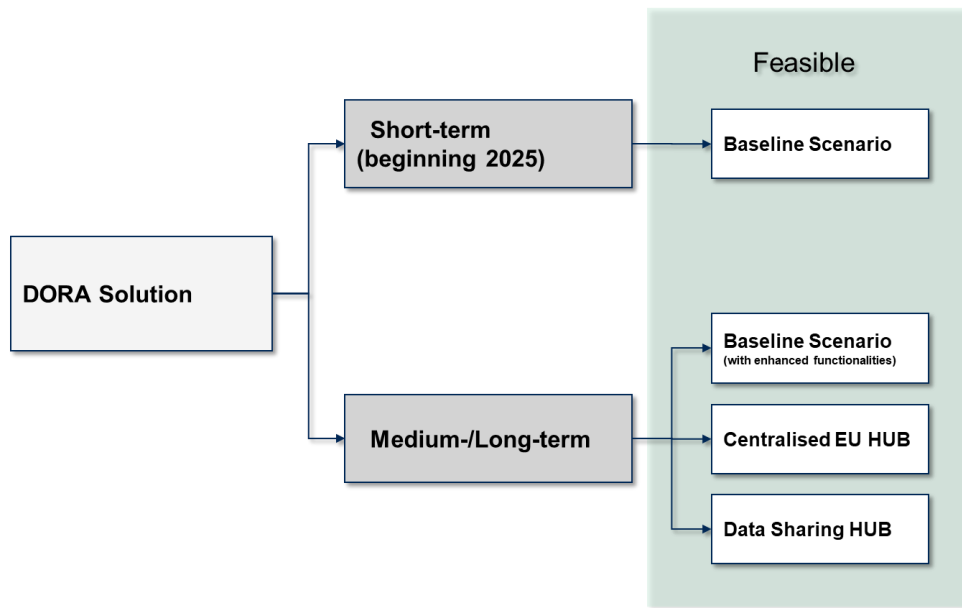 Feasible
Short-term
(beginning 2025)
Baseline Scenario
DORA Solution
Baseline Scenario
(with enhanced functionalities)
Medium-/Long-term
Centralised EU HUB
Data Sharing HUB